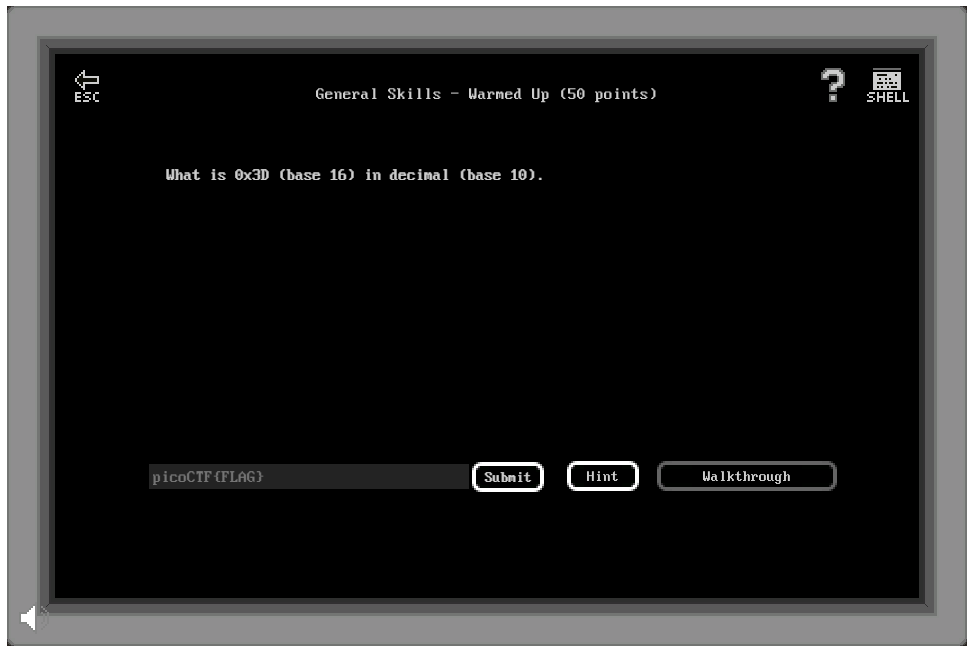 ESC
General Skills - Warmed Up (50 points)
?
SHELL
What is 0x3D (base 16) in decimal (base 10).
picoCTF{FLAG}
Submit
Hint
Walkthrough